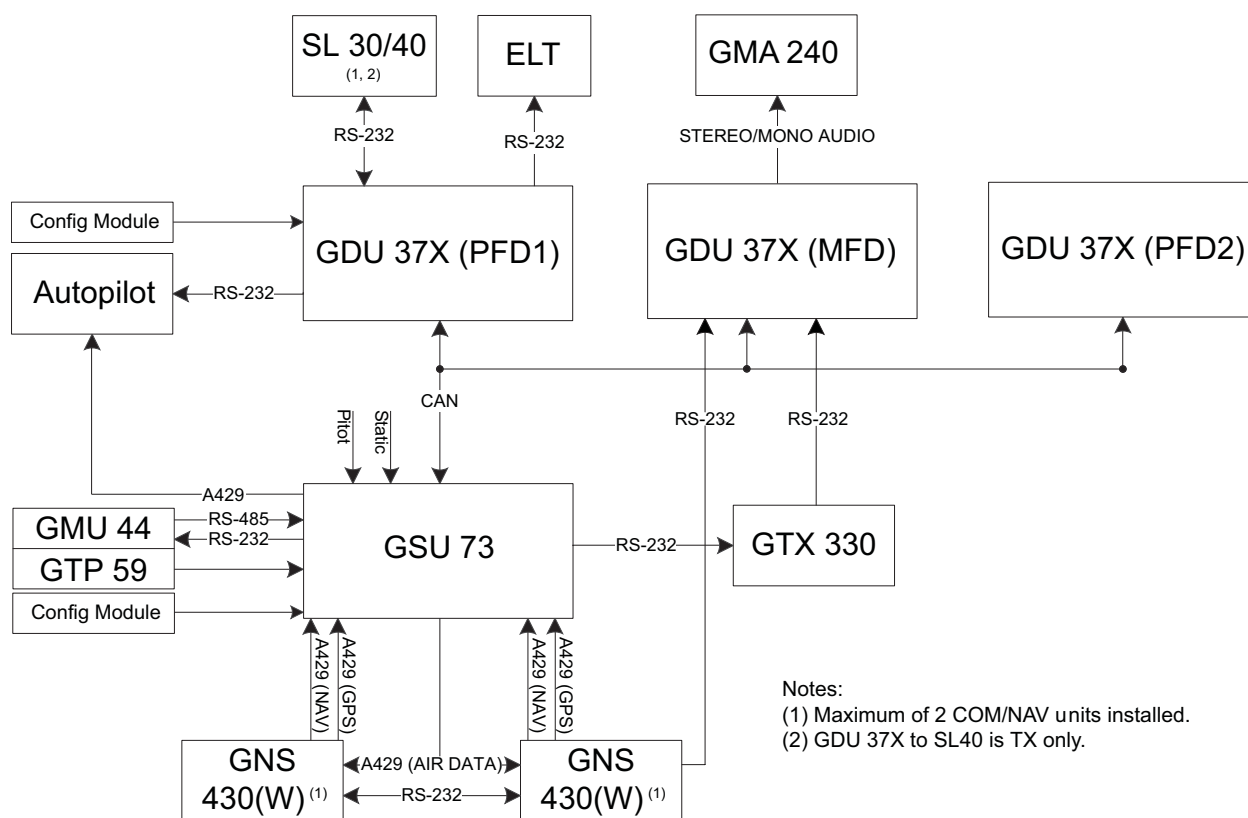 SL 30/40
(1, 2)
ELT
GMA 240
RS-232
RS-232
STEREO/MONO AUDIO
Config Module
GDU 37X (PFD1)
GDU 37X (MFD)
GDU 37X (PFD2)
Autopilot
RS-232
CAN
Pitot
Static
RS-232
RS-232
A429
GMU 44
RS-485
RS-232
GTP 59
Config Module
GSU 73
RS-232
GTX 330
A429 (NAV)
A429 (GPS)
A429 (NAV)
A429 (GPS)
GNS
430(W) (1)
A429 (AIR DATA)
RS-232
GNS
430(W) (1)
Notes:
(1) Maximum of 2 COM/NAV units installed.
(2) GDU 37X to SL40 is TX only.